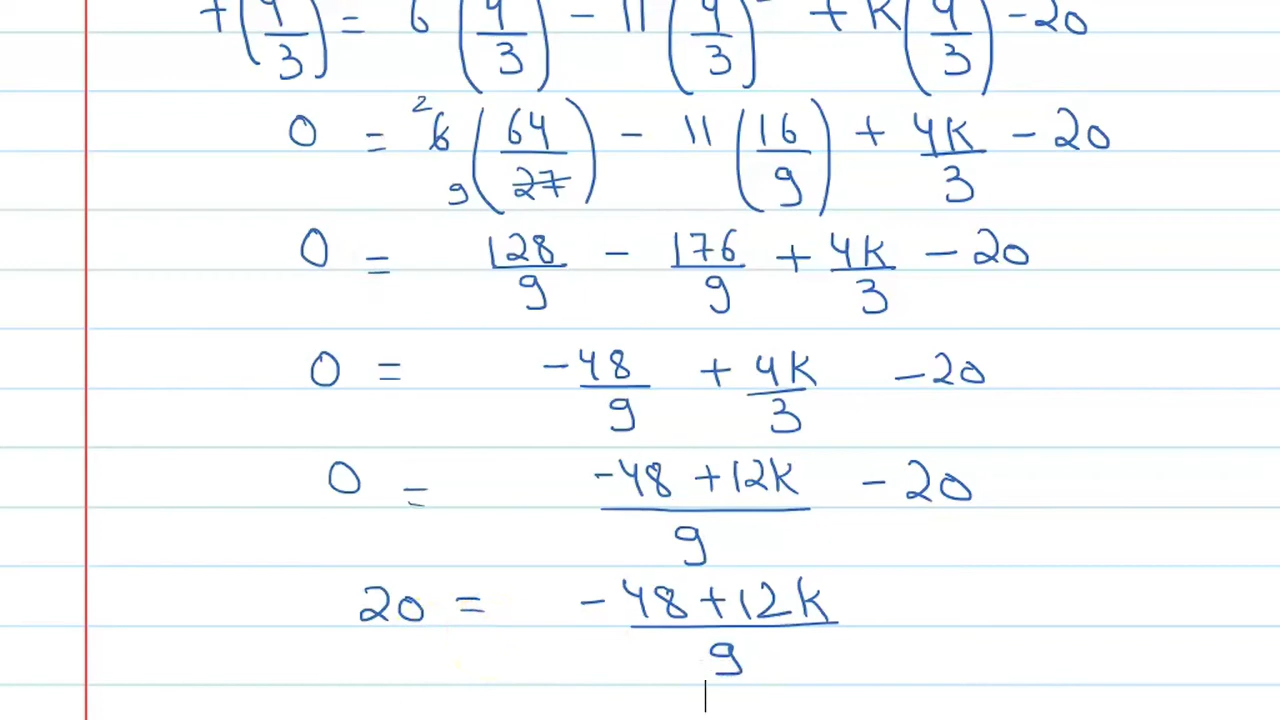 f(4/3) = 6(4/3) - 11(4/3) + K(4/3) - 20
0 = ²6̸ (64/2̸7̸)₉ - 11(16/9) + 4K/3 - 20
0 = 128/9 - 176/9 + 4K/3 - 20
0 = -48/9 + 4K/3 - 20
0 = (-48 + 12K)/9 - 20
20 = (-48 + 12K)/9